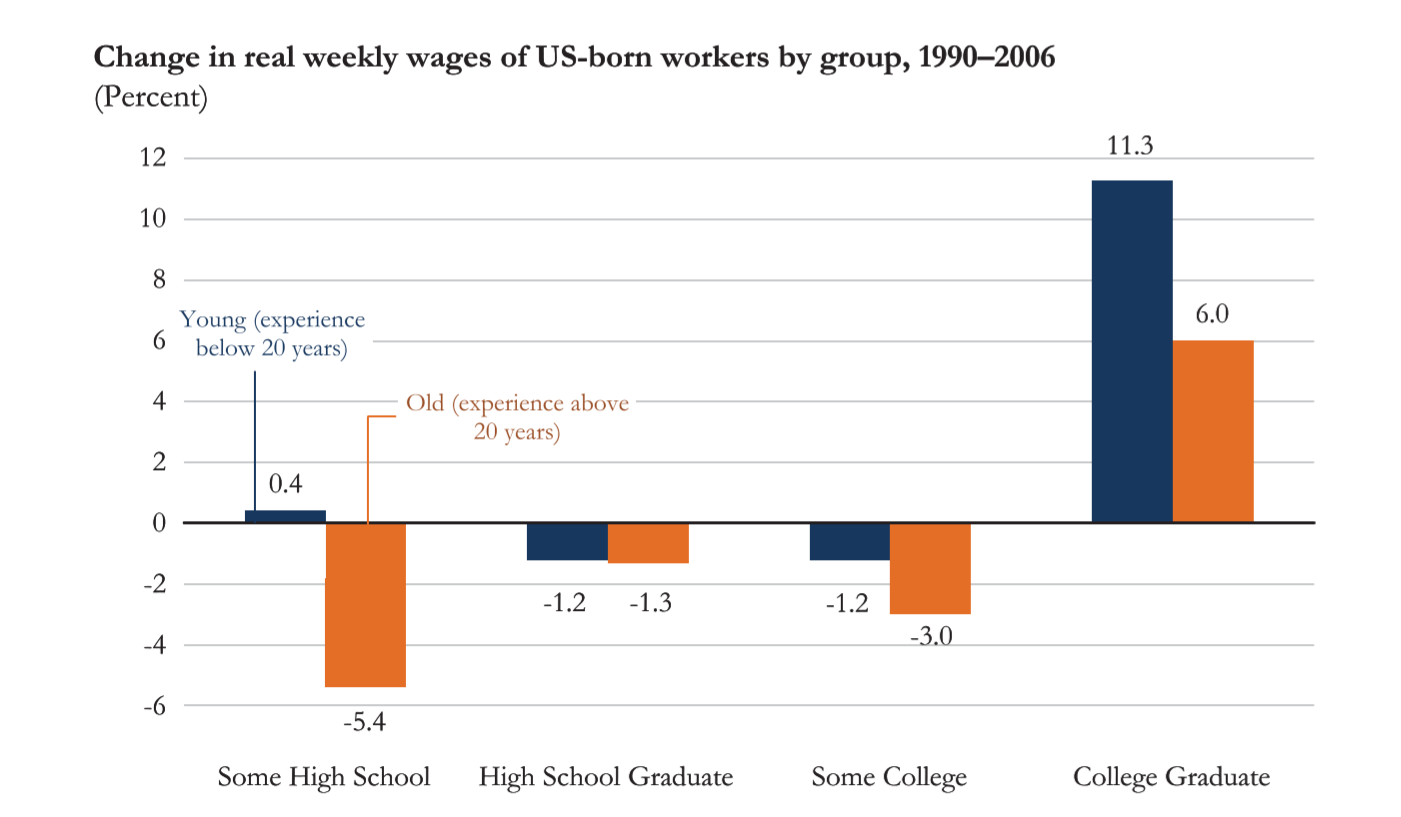 Change in real weekly wages of US-born workers by group, 1990–2006
(Percent)
12
10
8
6
4
2
0
-2
-4
-6
Young (experience
below 20 years)
Old (experience above
20 years)
0.4
-5.4
-1.2
-1.3
-1.2
-3.0
11.3
6.0
Some High School
High School Graduate
Some College
College Graduate